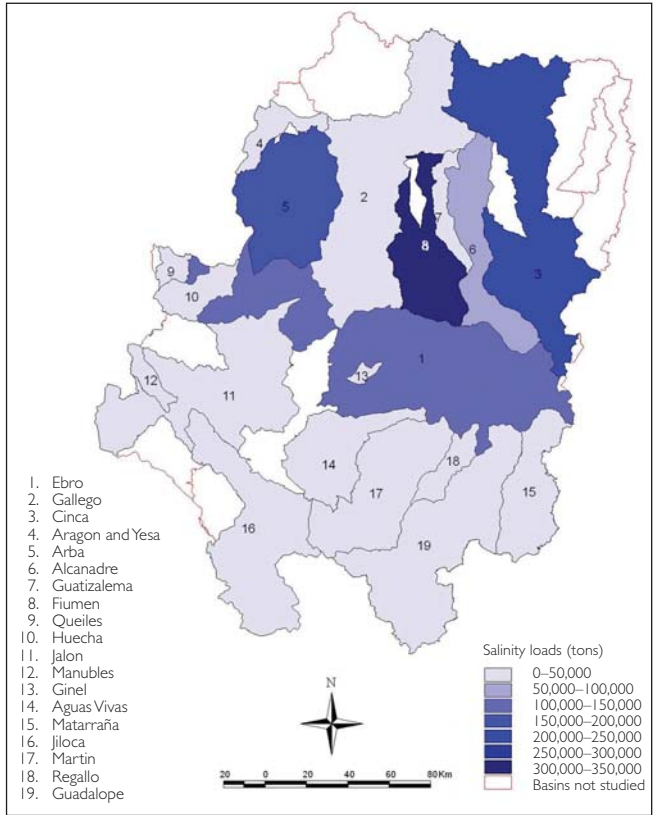 4
2
5
7
6
8
3
9
10
1
13
12
11
14
18
17
15
16
19
1. Ebro
2. Gallego
3. Cinca
4. Aragon and Yesa
5. Arba
6. Alcanadre
7. Guatizalema
8. Fiumen
9. Queiles
10. Huecha
11. Jalon
12. Manubles
13. Ginel
14. Aguas Vivas
15. Matarraña
16. Jiloca
17. Martin
18. Regallo
19. Guadalope
N
20 0 20 40 60 80 Km
Salinity loads (tons)
0–50,000
50,000–100,000
100,000–150,000
150,000–200,000
200,000–250,000
250,000–300,000
300,000–350,000
Basins not studied